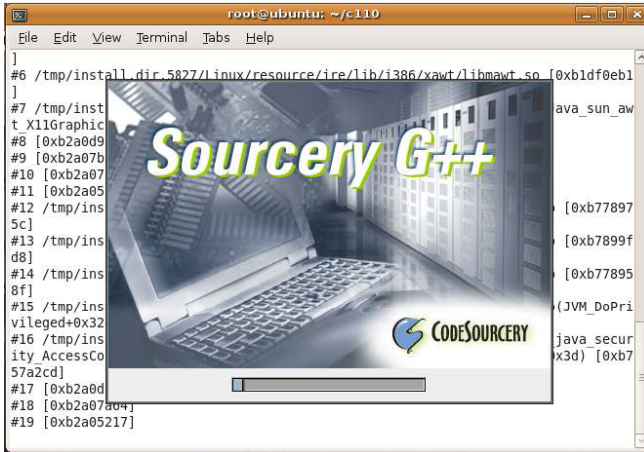 root@ubuntu: ~/c110
File Edit View Terminal Tabs Help
]
#6 /tmp/install.dir.5827/Linux/resource/jre/lib/i386/xawt/libmawt.so [0xb1df0eb1
]
#7 /tmp/inst ava_sun_aw
t_X11Graphic
#8 [0xb2a0d9
#9 [0xb2a07b
#10 [0xb2a07
#11 [0xb2a05
#12 /tmp/ins [0xb77897
5c]
#13 /tmp/ins [0xb7899f
d8]
#14 /tmp/ins [0xb77895
8f]
#15 /tmp/ins (JVM_DoPri
vileged+0x32
#16 /tmp/ins java_secur
ity_AccessCo x3d) [0xb7
57a2cd]
#17 [0xb2a0d
#18 [0xb2a07a64]
#19 [0xb2a05217]
Sourcery G++
CODESOURCERY